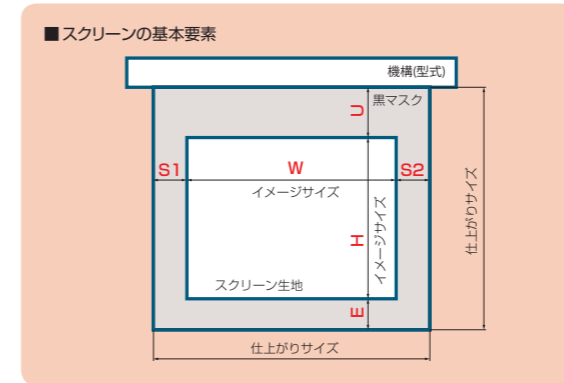 ■スクリーンの基本要素
機構(型式)
黒マスク
U
S1
W
S2
イメージサイズ
H
イメージサイズ
仕上がりサイズ
スクリーン生地
E
仕上がりサイズ